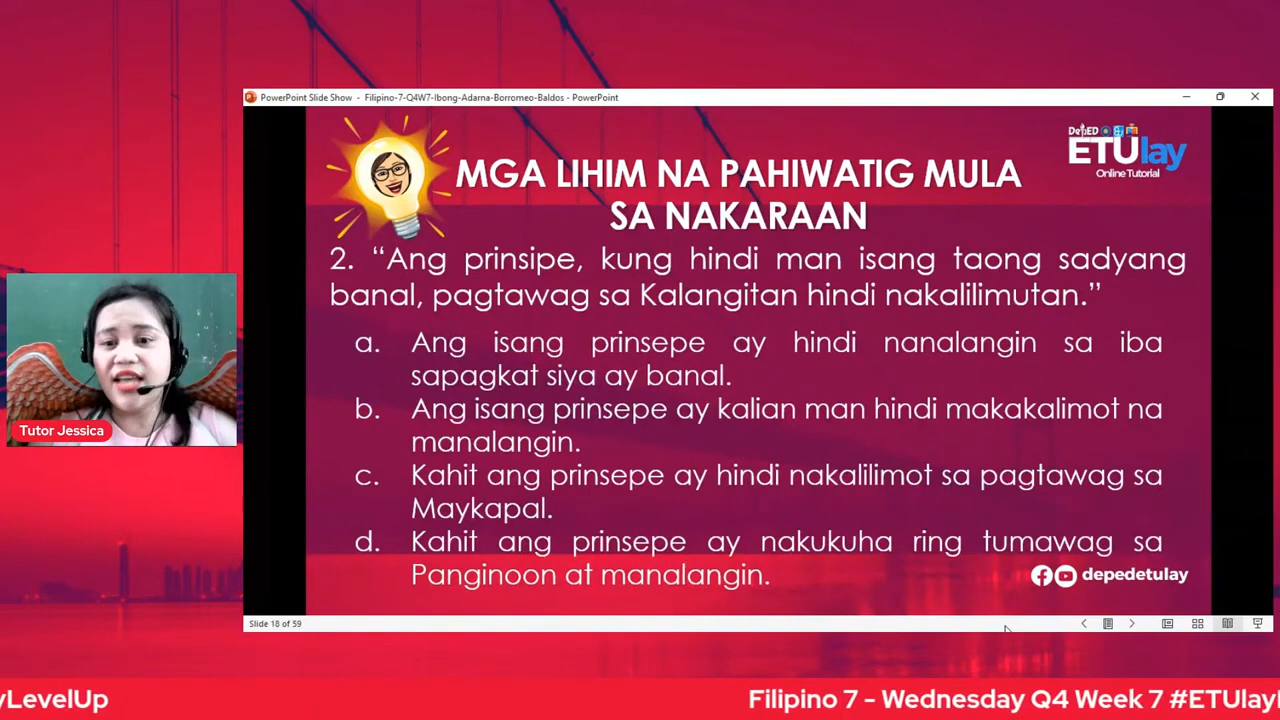 PowerPoint Slide Show - Filipino-7-Q4W7-Ibong-Adarna-Borromeo-Baldos - PowerPoint
DepED
ETUlay
Online Tutorial
MGA LIHIM NA PAHIWATIG MULA
SA NAKARAAN
2. “Ang prinsipe, kung hindi man isang taong sadyang
banal, pagtawag sa Kalangitan hindi nakalilimutan.”
a. Ang isang prinsepe ay hindi nanalangin sa iba
sapagkat siya ay banal.
b. Ang isang prinsepe ay kalian man hindi makakalimot na
manalangin.
c. Kahit ang prinsepe ay hindi nakalilimot sa pagtawag sa
Maykapal.
d. Kahit ang prinsepe ay nakukuha ring tumawag sa
Panginoon at manalangin.
depedetulay
Tutor Jessica
Slide 18 of 59
yLevelUp
Filipino 7 - Wednesday Q4 Week 7 #ETUlayL